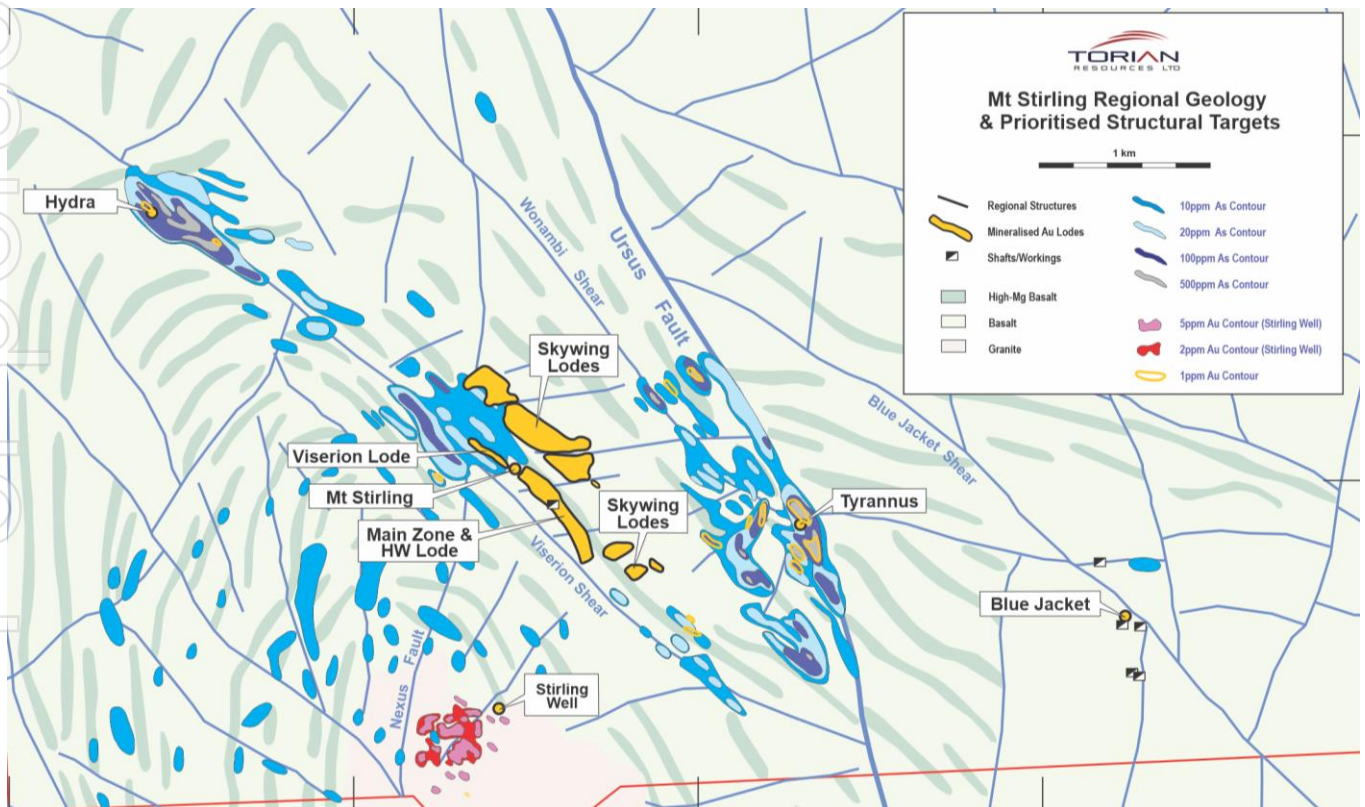 TORIAN
RESOURCES LTD
Mt Stirling Regional Geology
& Prioritised Structural Targets
1 km
Regional Structures
Mineralised Au Lodes
Shafts/Workings
High-Mg Basalt
Basalt
Granite
10ppm As Contour
20ppm As Contour
100ppm As Contour
500ppm As Contour
5ppm Au Contour (Stirling Well)
2ppm Au Contour (Stirling Well)
1ppm Au Contour
Hydra
Wonambi Shear
Ursus Fault
Skywing
Lodes
Blue Jacket Shear
Viserion Lode
Mt Stirling
Main Zone &
HW Lode
Skywing
Lodes
Tyrannus
Viserion Shear
Blue Jacket
Nexus Fault
Stirling
Well